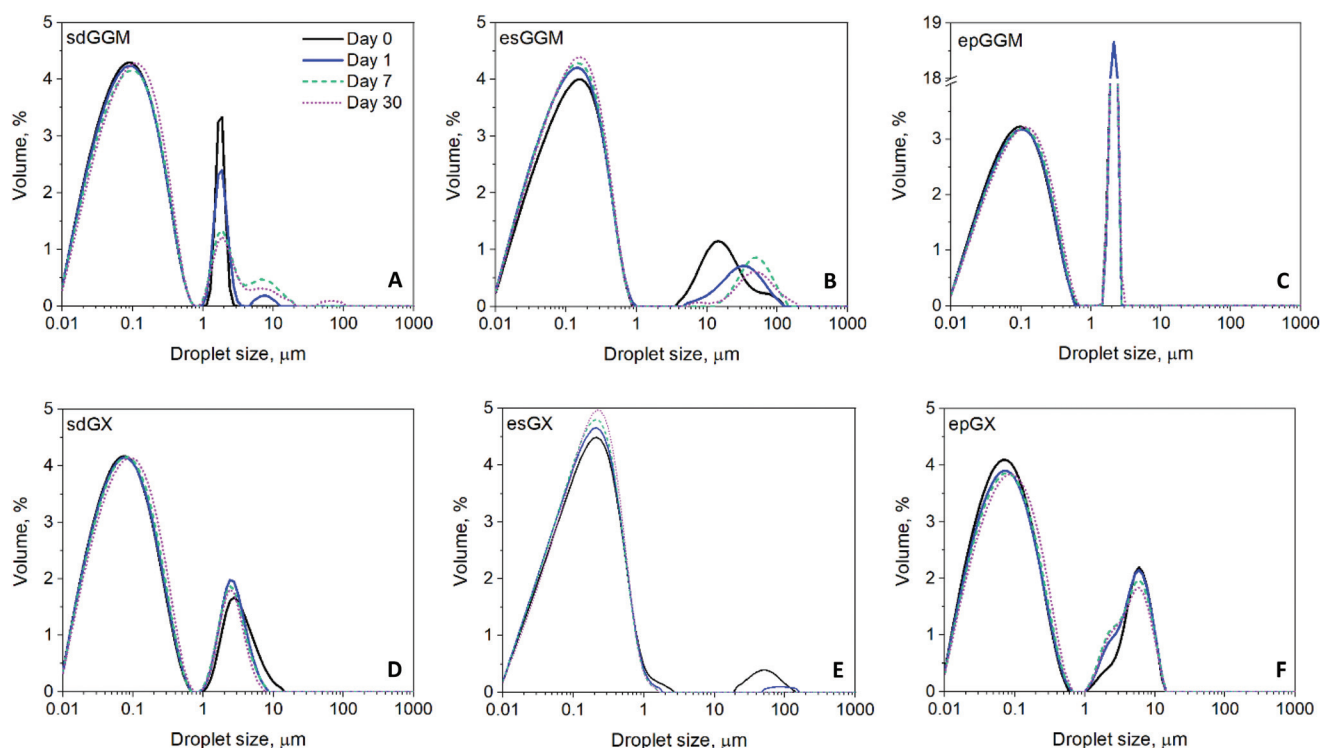 sdGGM
Day 0
Day 1
Day 7
Day 30
Volume, %
5
4
3
2
1
0
0.01 0.1 1 10 100 1000
Droplet size, μm
A
esGGM
Volume, %
5
4
3
2
1
0
0.01 0.1 1 10 100 1000
Droplet size, μm
B
epGGM
Volume, %
19
18
3
2
1
0
0.01 0.1 1 10 100 1000
Droplet size, μm
C
sdGX
Volume, %
5
4
3
2
1
0
0.01 0.1 1 10 100 1000
Droplet size, μm
D
esGX
Volume, %
5
4
3
2
1
0
0.01 0.1 1 10 100 1000
Droplet size, μm
E
epGX
Volume, %
5
4
3
2
1
0
0.01 0.1 1 10 100 1000
Droplet size, μm
F